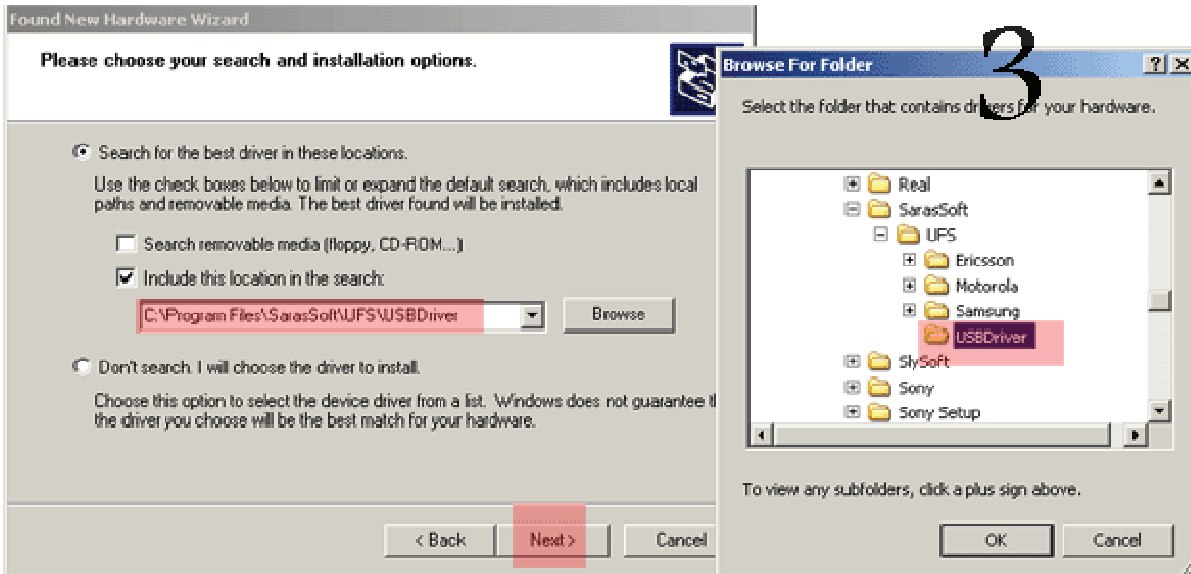 Found New Hardware Wizard
Please choose your search and installation options.
Search for the best driver in these locations.
Use the check boxes below to limit or expand the default search, which includes local
paths and removable media. The best driver found will be installed.
Search removable media (floppy, CD-ROM...)
Include this location in the search:
C:\Program Files\SarasSoft\UFS\USBDriver
Browse
Don't search. I will choose the driver to install.
Choose this option to select the device driver from a list. Windows does not guarantee
the driver you choose will be the best match for your hardware.
< Back
Next >
Cancel
3
Browse For Folder
Select the folder that contains drivers for your hardware.
Real
SarasSoft
UFS
Ericsson
Motorola
Samsung
USBDriver
SlySoft
Sony
Sony Setup
To view any subfolders, click a plus sign above.
OK
Cancel